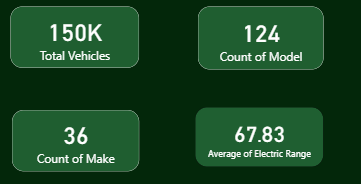 150K
Total Vehicles
124
Count of Model
36
Count of Make
67.83
Average of Electric Range